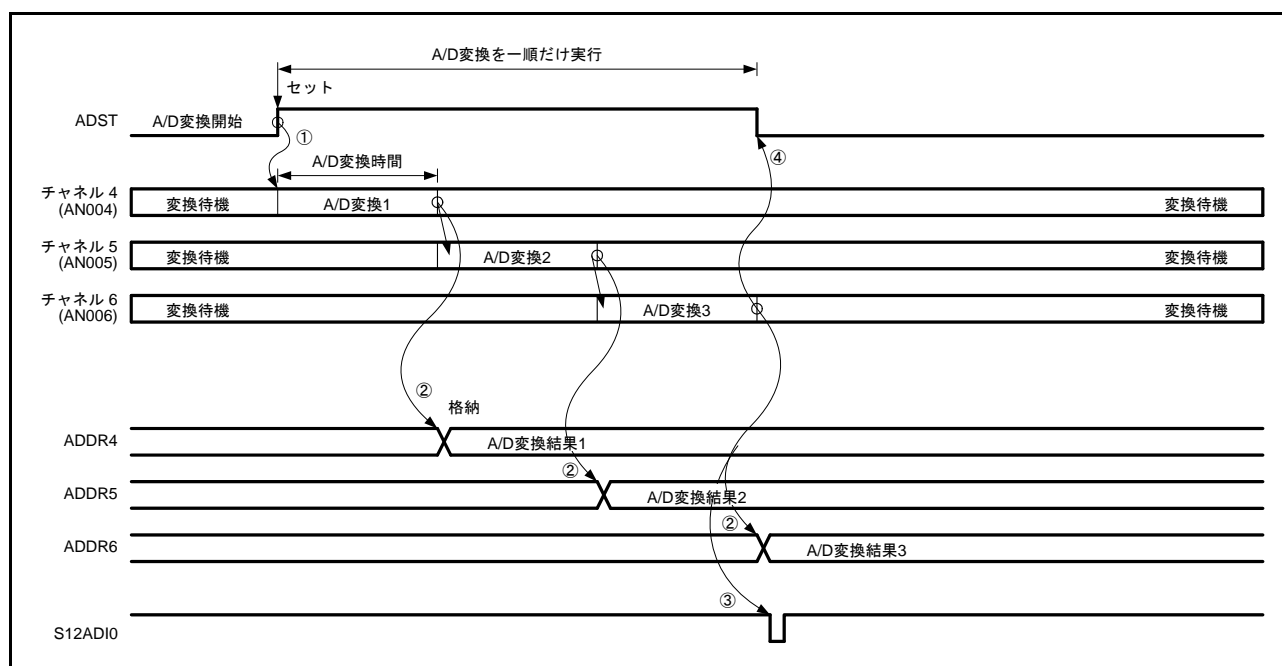 A/D変換を一順だけ実行
セット
ADST
A/D変換開始
①
④
A/D変換時間
チャネル 4
(AN004)
変換待機
A/D変換1
変換待機
チャネル 5
(AN005)
変換待機
A/D変換2
変換待機
チャネル 6
(AN006)
変換待機
A/D変換3
変換待機
②
格納
ADDR4
A/D変換結果1
②
ADDR5
A/D変換結果2
②
ADDR6
A/D変換結果3
③
S12ADI0